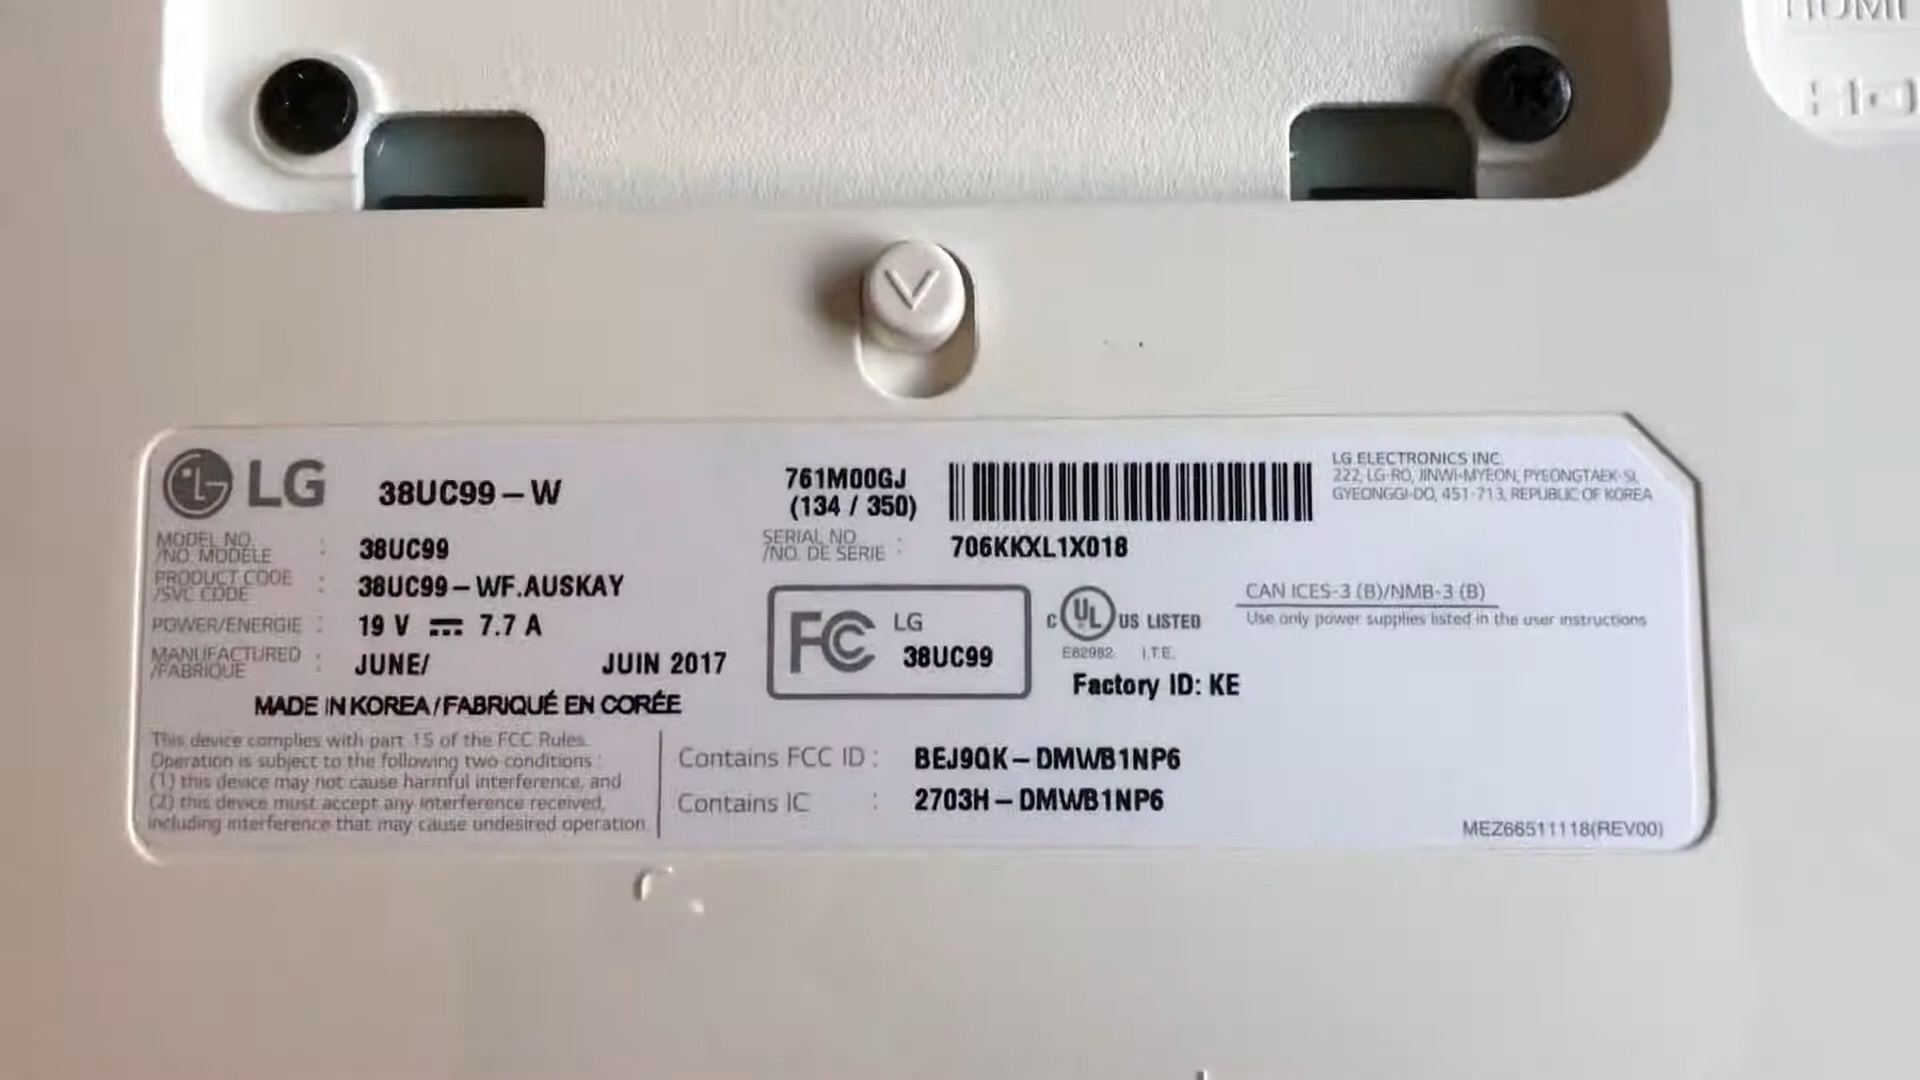 HDMI
LG
38UC99-W
761M00GJ
(134 / 350)
LG ELECTRONICS INC.
222, LG-RO, JINWI-MYEON, PYEONGTAEK-SI,
GYEONGGI-DO, 451-713, REPUBLIC OF KOREA
MODEL NO.
/NO. MODÈLE : 38UC99
SERIAL NO.
/NO. DE SÉRIE : 706KKXL1X018
PRODUCT CODE
/SVC CODE : 38UC99-WF.AUSKAY
POWER/ÉNERGIE : 19 V 7.7 A
MANUFACTURED
/FABRIQUÉ : JUNE/ JUIN 2017
MADE IN KOREA/FABRIQUÉ EN CORÉE
FC LG
38UC99
C UL US LISTED
E62982 I.T.E.
Factory ID: KE
CAN ICES-3 (B)/NMB-3 (B)
Use only power supplies listed in the user instructions
This device complies with part 15 of the FCC Rules.
Operation is subject to the following two conditions :
(1) this device may not cause harmful interference, and
(2) this device must accept any interference received,
including interference that may cause undesired operation.
Contains FCC ID : BEJ9QK-DMWB1NP6
Contains IC : 2703H-DMWB1NP6
MEZ66511118(REV00)